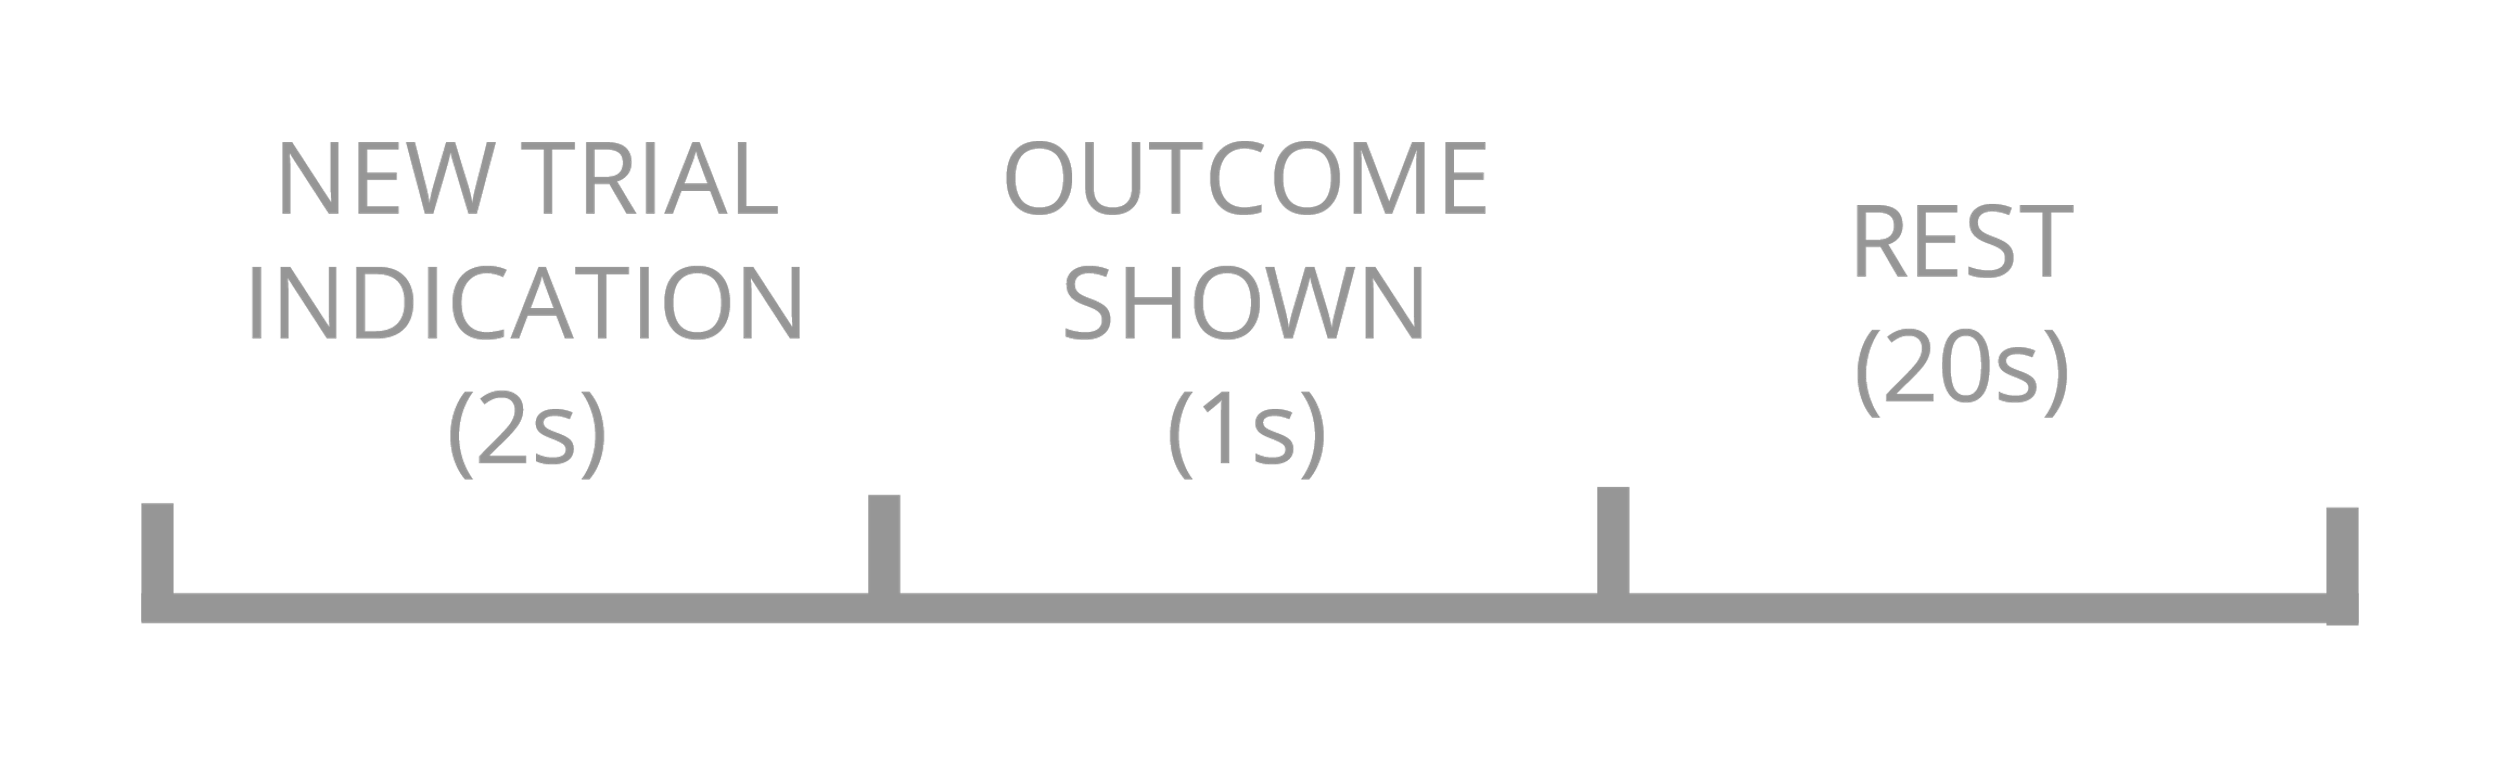 NEW TRIAL
INDICATION
(2s)
OUTCOME
SHOWN
(1s)
REST
(20s)